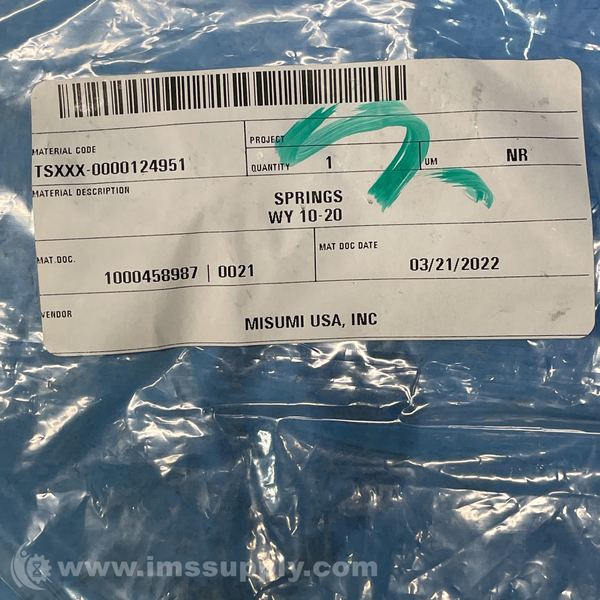 MATERIAL CODE
TSXXX-0000124951
PROJECT
QUANTITY 1 UM NR
MATERIAL DESCRIPTION
SPRINGS
WY 10-20
MAT.DOC.
1000458987 | 0021
MAT DOC DATE
03/21/2022
VENDOR
MISUMI USA, INC
www.imssupply.com